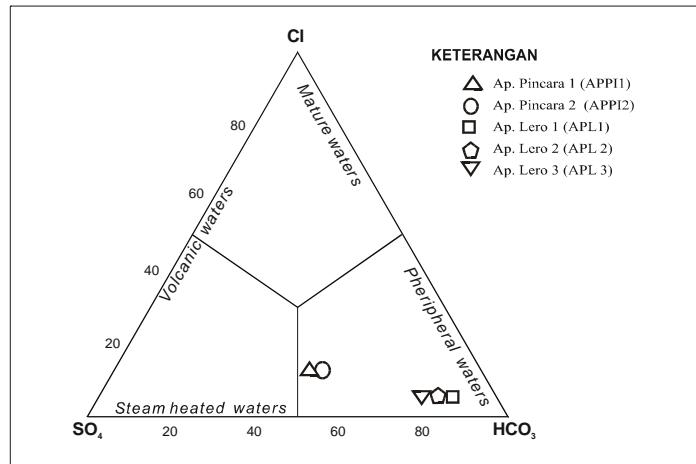 Cl
KETERANGAN
Ap. Pincara 1 (APPI1)
Ap. Pincara 2 (APPI2)
Ap. Lero 1 (APL1)
Ap. Lero 2 (APL 2)
Ap. Lero 3 (APL 3)
Mature waters
80
60
Volcanic waters
40
Pheripheral waters
20
Steam heated waters
SO₄
20
40
60
80
HCO₃